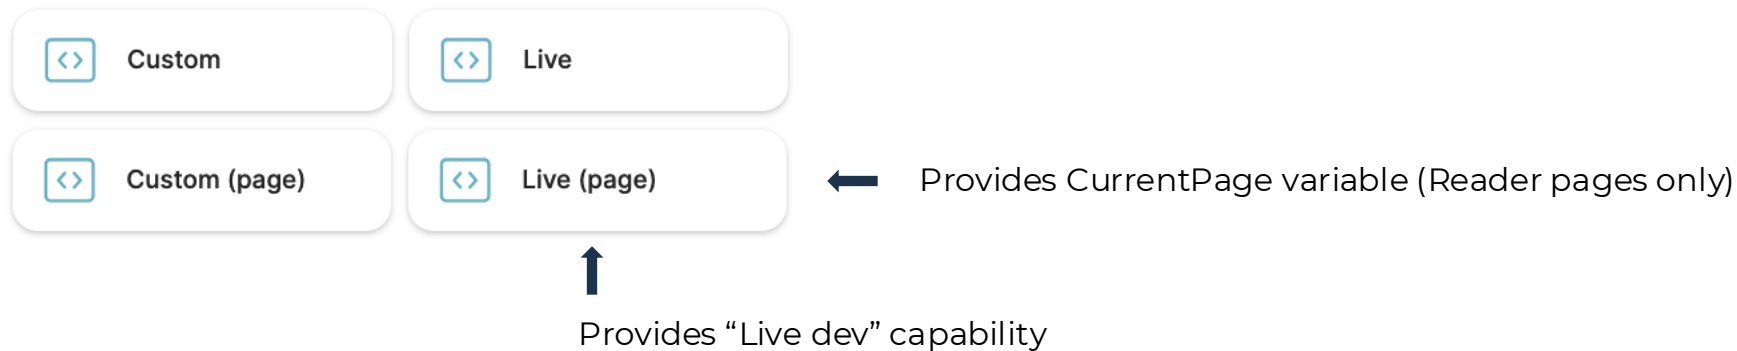 Custom
Live
Custom (page)
Live (page)
Provides CurrentPage variable (Reader pages only)
Provides “Live dev” capability